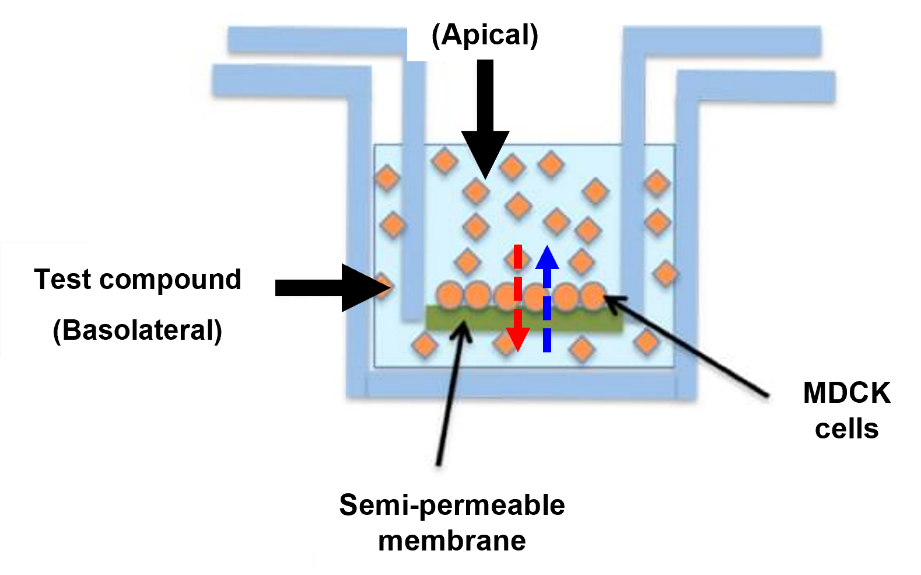 (Apical)
Test compound
(Basolateral)
MDCK
cells
Semi-permeable
membrane